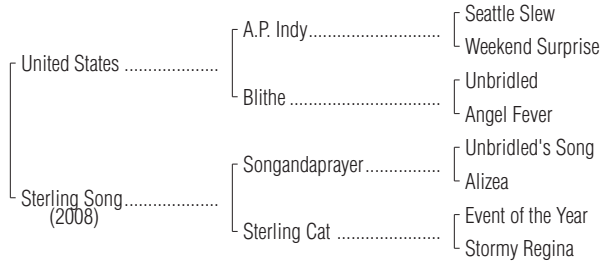 Seattle Slew
A.P. Indy............................
Weekend Surprise
United States ....................
Unbridled
Blithe ................................
Angel Fever
Unbridled's Song
Songandaprayer................
Alizea
Sterling Song....................
(2008)
Event of the Year
Sterling Cat ......................
Stormy Regina